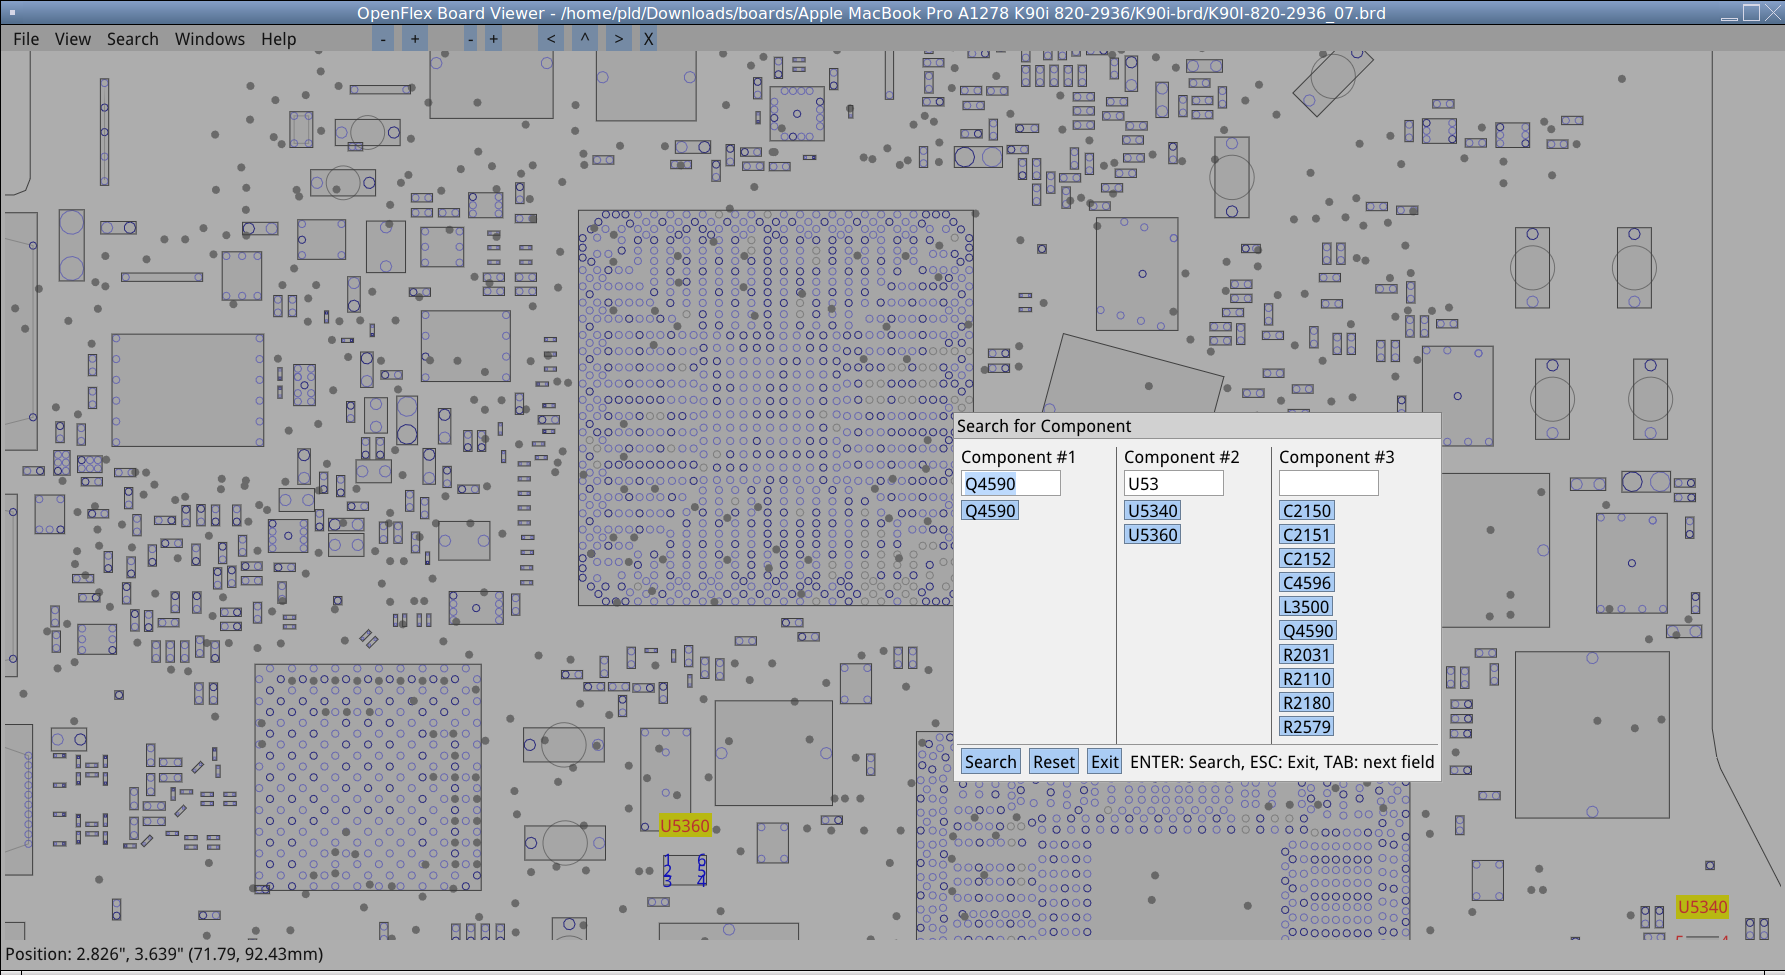 OpenFlex Board Viewer - /home/pld/Downloads/boards/Apple MacBook Pro A1278 K90i 820-2936/K90i-brd/K90I-820-2936_07.brd
File View Search Windows Help - + - + < ^ > X
Search for Component
Component #1 Component #2 Component #3
Q4590 U53
Q4590 U5340 C2150
U5360 C2151
C2152
C4596
L3500
Q4590
R2031
R2110
R2180
R2579
Search Reset Exit ENTER: Search, ESC: Exit, TAB: next field
U5360
1 6
2 5
3 4
U5340
5 4
Position: 2.826", 3.639" (71.79, 92.43mm)